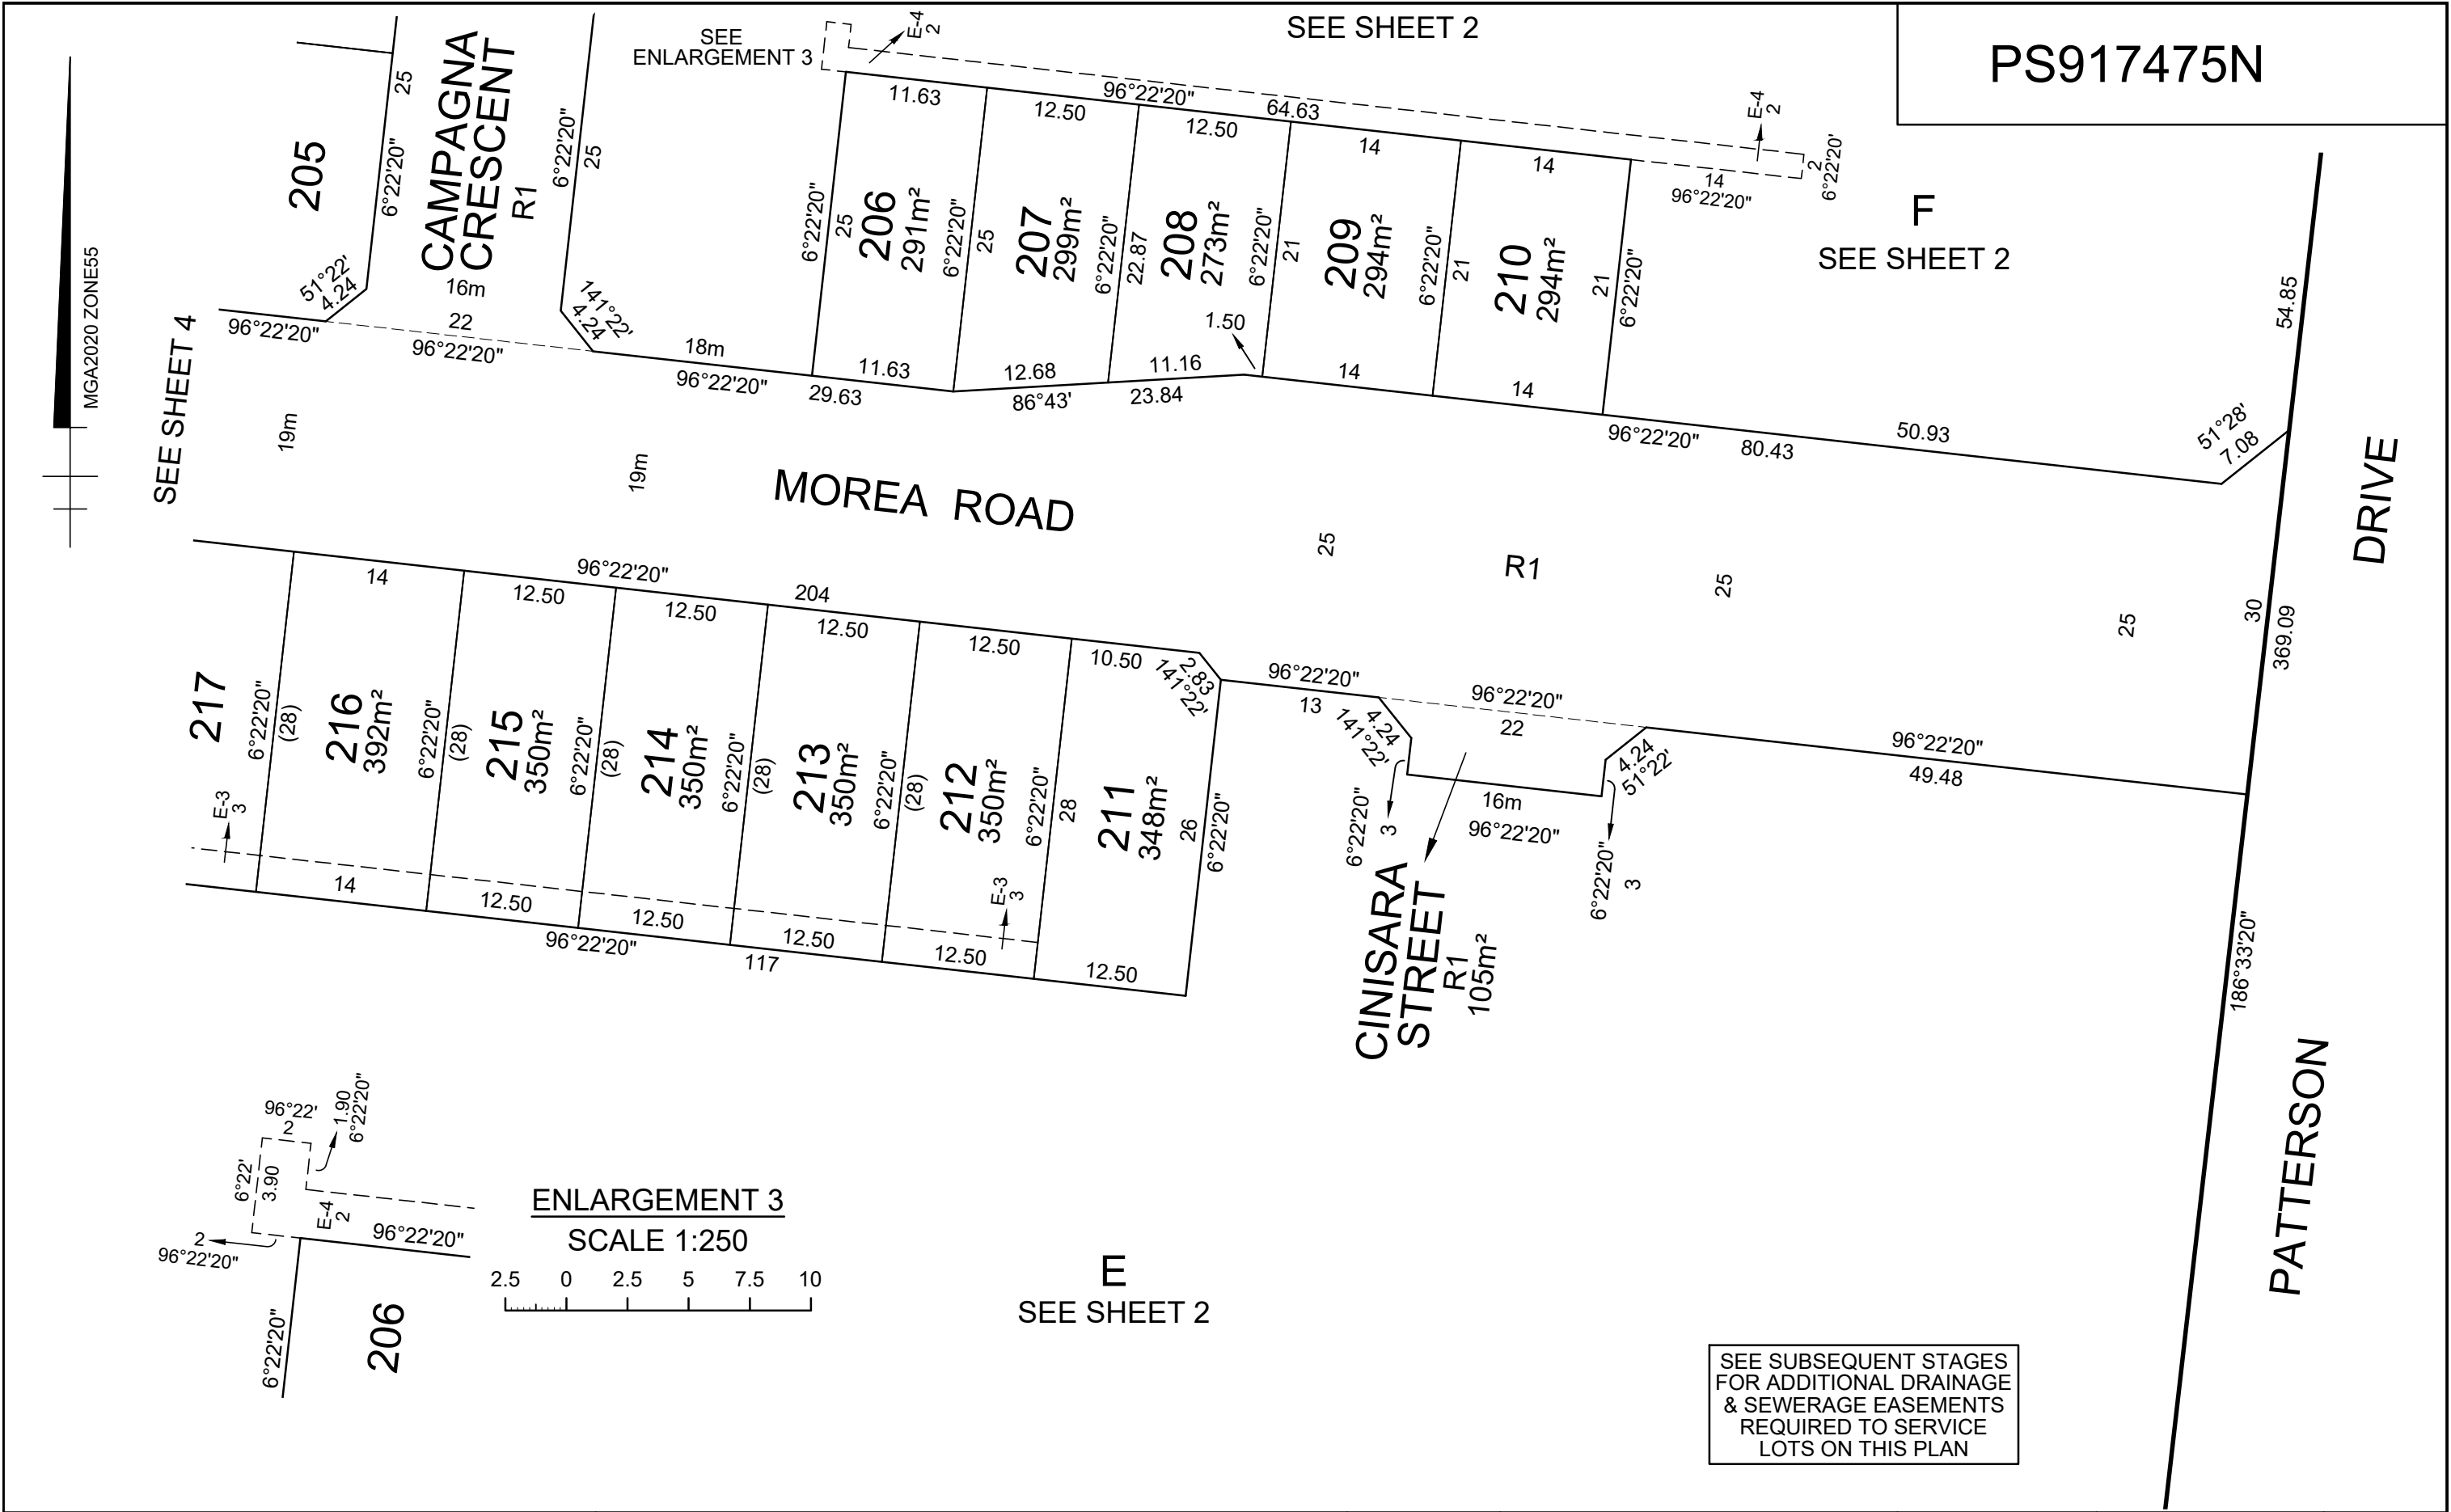 SEE SHEET 2
PS917475N
SEE
ENLARGEMENT 3
E-4
2
CAMPAGNA
CRESCENT
R1
16m
25
6°22'20"
6°22'20"
25
205
51°22'
4.24
141°22'
4.24
22
96°22'20"
96°22'20"
MGA2020 ZONE55
SEE SHEET 4
11.63
12.50
96°22'20"
12.50
64.63
14
14
E-4
2
2
6°22'20'
14
96°22'20"
6°22'20"
25
206
291m²
6°22'20"
25
207
299m²
6°22'20"
22.87
208
273m²
6°22'20"
21
209
294m²
6°22'20"
21
210
294m²
21
6°22'20"
F
SEE SHEET 2
54.85
1.50
18m
96°22'20"
29.63
11.63
12.68
11.16
86°43'
23.84
14
14
96°22'20"
80.43
50.93
51°28'
7.08
19m
19m
MOREA ROAD
25
R1
25
25
30
369.09
DRIVE
14
12.50
96°22'20"
12.50
204
12.50
12.50
10.50
2.83
141°22'
96°22'20"
13
4.24
141°22'
96°22'20"
22
4.24
51°22'
96°22'20"
49.48
217
6°22'20"
(28)
216
392m²
6°22'20"
(28)
215
350m²
6°22'20"
(28)
214
350m²
6°22'20"
(28)
213
350m²
6°22'20"
(28)
212
350m²
6°22'20"
28
211
348m²
26
6°22'20"
E-3
3
E-3
3
14
12.50
12.50
12.50
12.50
12.50
96°22'20"
117
6°22'20"
3
16m
96°22'20"
6°22'20"
3
CINISARA
STREET
R1
105m²
186°33'20"
PATTERSON
96°22'
2
1.90
6°22'20"
6°22'
3.90
E-4
2
96°22'20"
2
96°22'20"
6°22'20"
206
ENLARGEMENT 3
SCALE 1:250
2.5 0 2.5 5 7.5 10
E
SEE SHEET 2
SEE SUBSEQUENT STAGES
FOR ADDITIONAL DRAINAGE
& SEWERAGE EASEMENTS
REQUIRED TO SERVICE
LOTS ON THIS PLAN